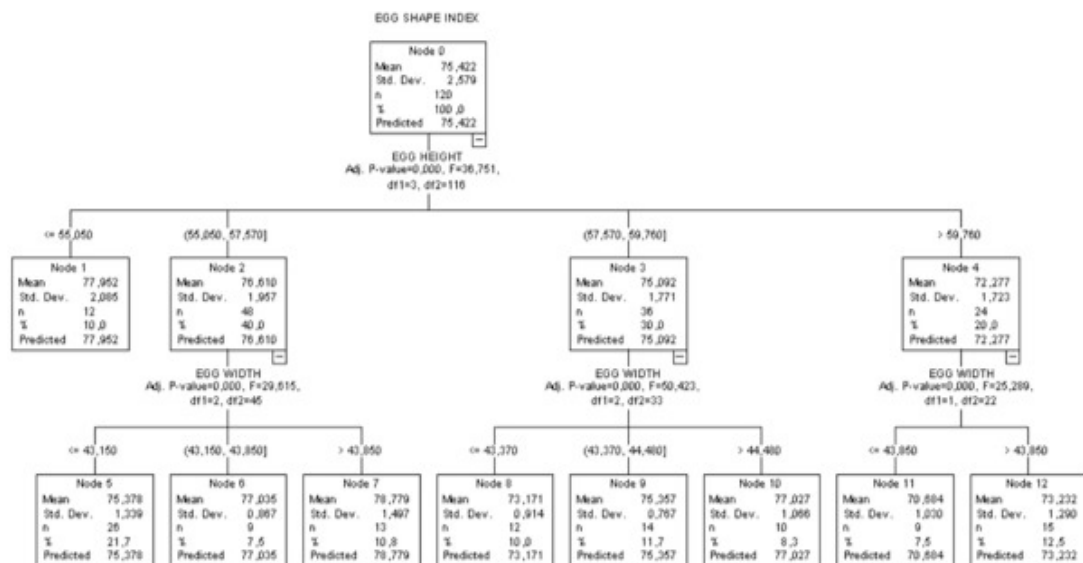 EGG SHAPE INDEX
Node 0
Mean 75,422
Std. Dev. 2,579
n 120
% 100,0
Predicted 75,422
EGG HEIGHT
Adj. P-value=0,000, F=36,751,
df1=3, df2=116
<= 55,050
(55,050, 57,570]
(57,570, 59,760]
> 59,760
Node 1
Mean 77,952
Std. Dev. 2,085
n 12
% 10,0
Predicted 77,952
Node 2
Mean 76,610
Std. Dev. 1,957
n 48
% 40,0
Predicted 76,610
Node 3
Mean 75,092
Std. Dev. 1,771
n 36
% 30,0
Predicted 75,092
Node 4
Mean 72,277
Std. Dev. 1,723
n 24
% 20,0
Predicted 72,277
EGG WIDTH
Adj. P-value=0,000, F=29,615,
df1=2, df2=45
EGG WIDTH
Adj. P-value=0,000, F=50,423,
df1=2, df2=33
EGG WIDTH
Adj. P-value=0,000, F=25,289,
df1=1, df2=22
<= 43,150
(43,150, 43,850]
> 43,850
<= 43,370
(43,370, 44,480]
> 44,480
<= 43,850
> 43,850
Node 5
Mean 75,378
Std. Dev. 1,339
n 26
% 21,7
Predicted 75,378
Node 6
Mean 77,035
Std. Dev. 0,867
n 9
% 7,5
Predicted 77,035
Node 7
Mean 78,779
Std. Dev. 1,497
n 13
% 10,8
Predicted 78,779
Node 8
Mean 73,171
Std. Dev. 0,914
n 12
% 10,0
Predicted 73,171
Node 9
Mean 75,357
Std. Dev. 0,767
n 14
% 11,7
Predicted 75,357
Node 10
Mean 77,027
Std. Dev. 1,066
n 10
% 8,3
Predicted 77,027
Node 11
Mean 70,684
Std. Dev. 1,030
n 9
% 7,5
Predicted 70,684
Node 12
Mean 73,232
Std. Dev. 1,290
n 15
% 12,5
Predicted 73,232